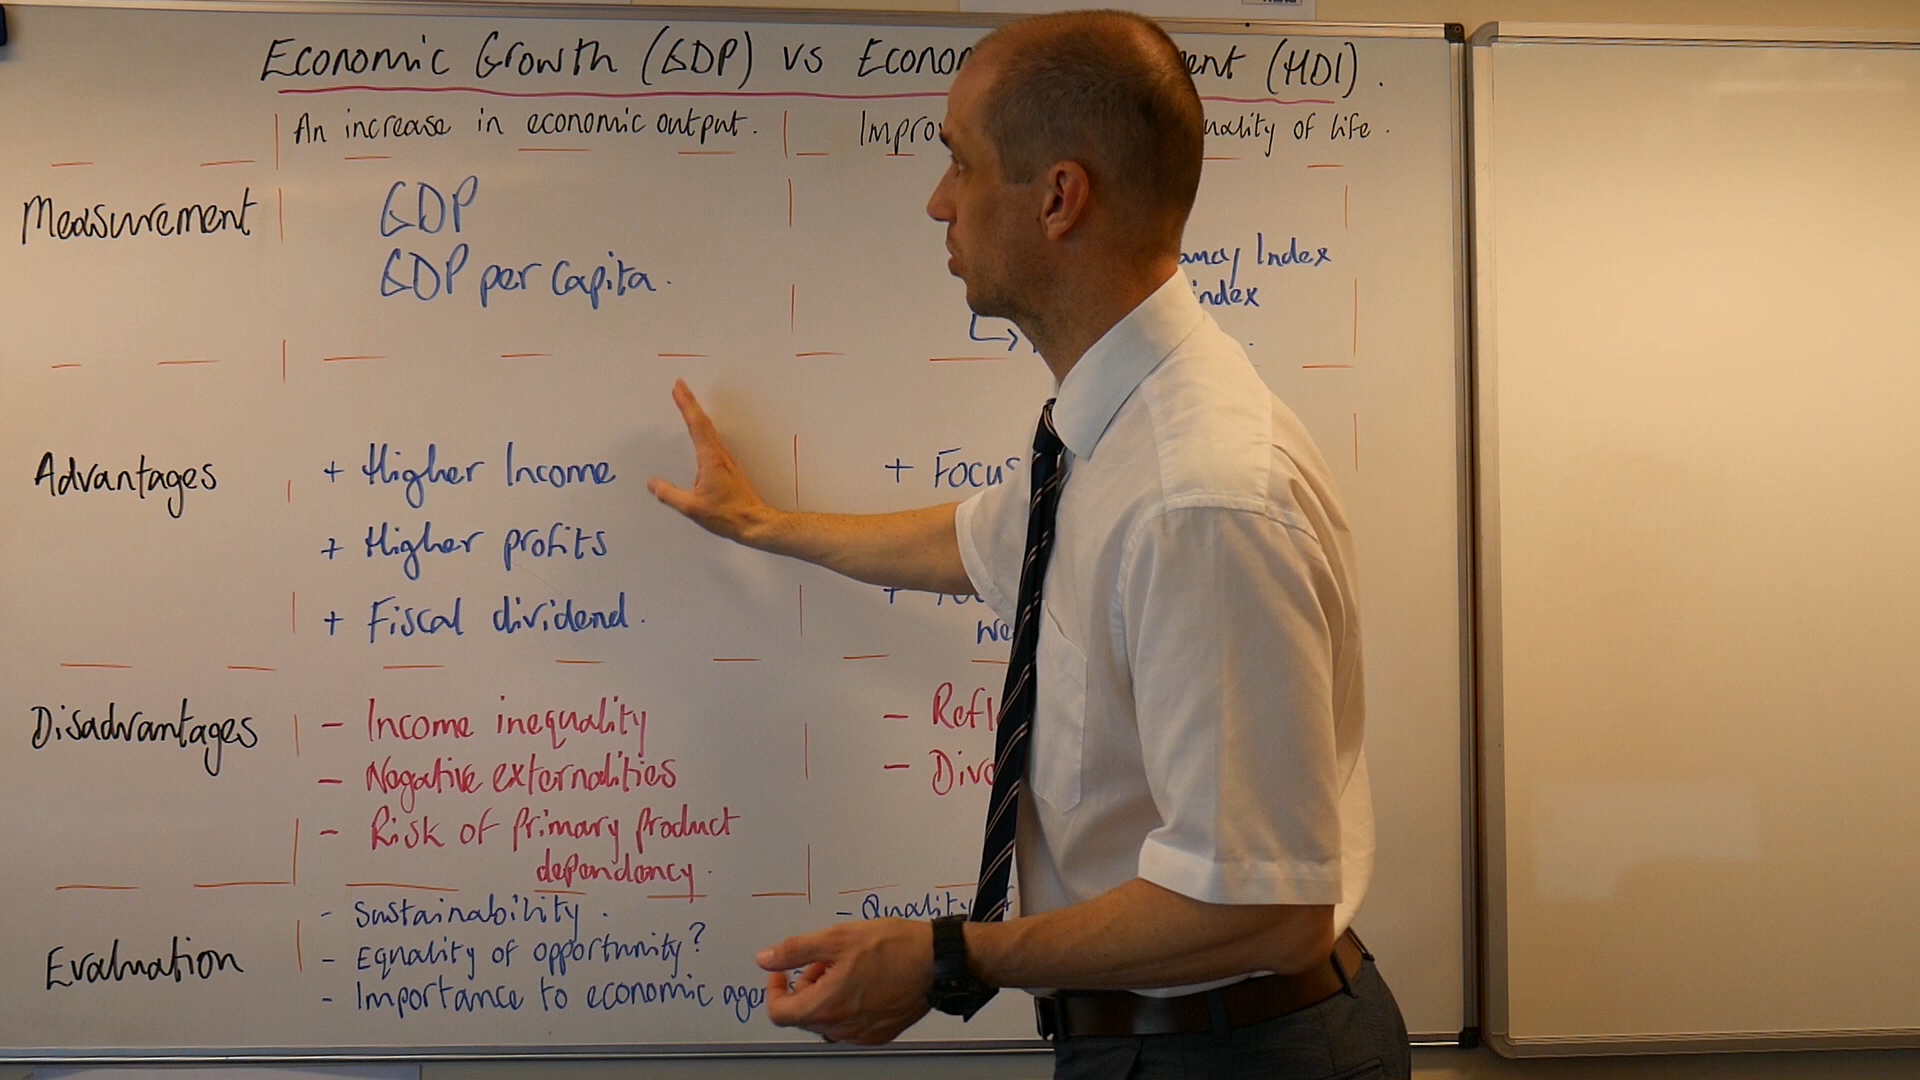 Economic Growth (GDP) vs Econo ent (HDI).
An increase in economic output. Improv uality of life.
Measurement
GDP
GDP per capita.
ancy Index
index
Advantages
+ Higher Income
+ Higher profits
+ Fiscal dividend.
+ Focus
we
Disadvantages
- Income inequality
- Negative externalities
- Risk of primary product
dependency.
- Refl
- Dive
Evaluation
- Sustainability.
- Equality of opportunity?
- Importance to economic agen
- Quality of